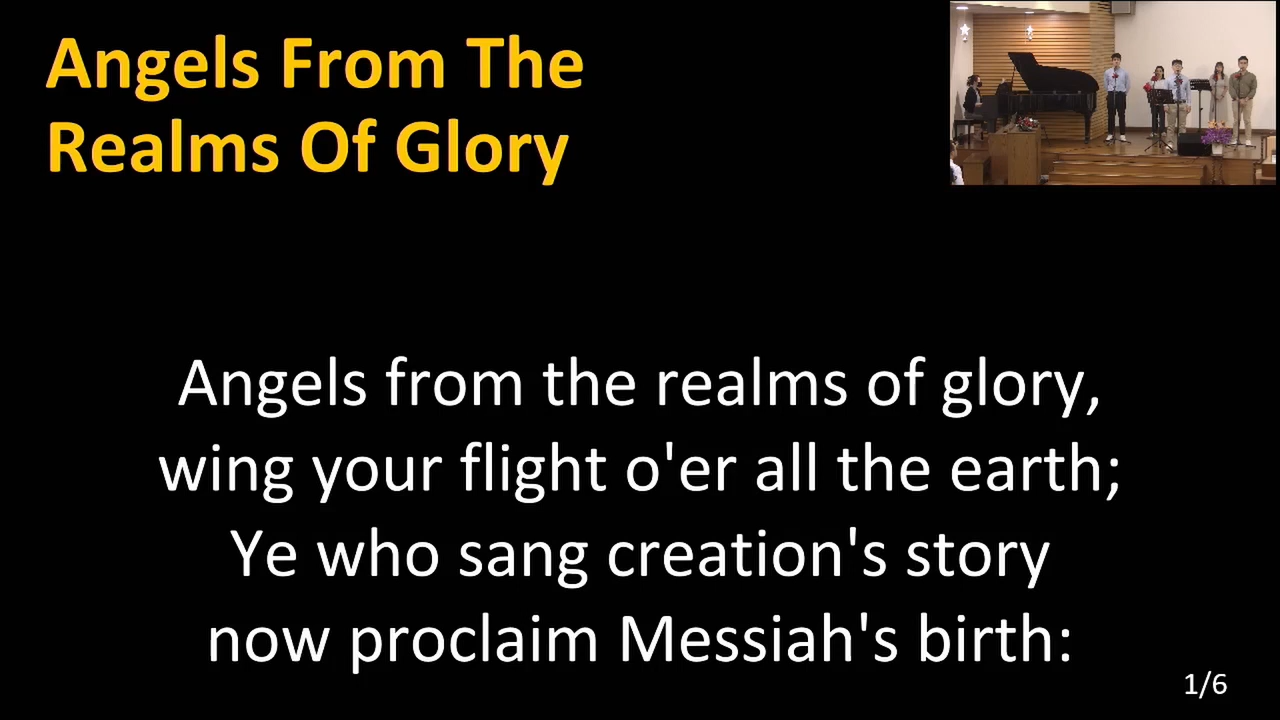 Angels From The
Realms Of Glory
Angels from the realms of glory,
wing your flight o'er all the earth;
Ye who sang creation's story
now proclaim Messiah's birth:
1/6